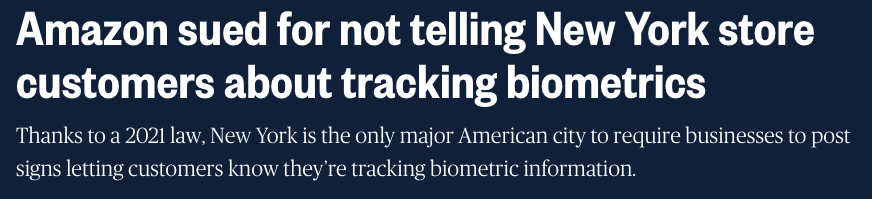 Amazon sued for not telling New York store
customers about tracking biometrics
Thanks to a 2021 law, New York is the only major American city to require businesses to post
signs letting customers know they’re tracking biometric information.